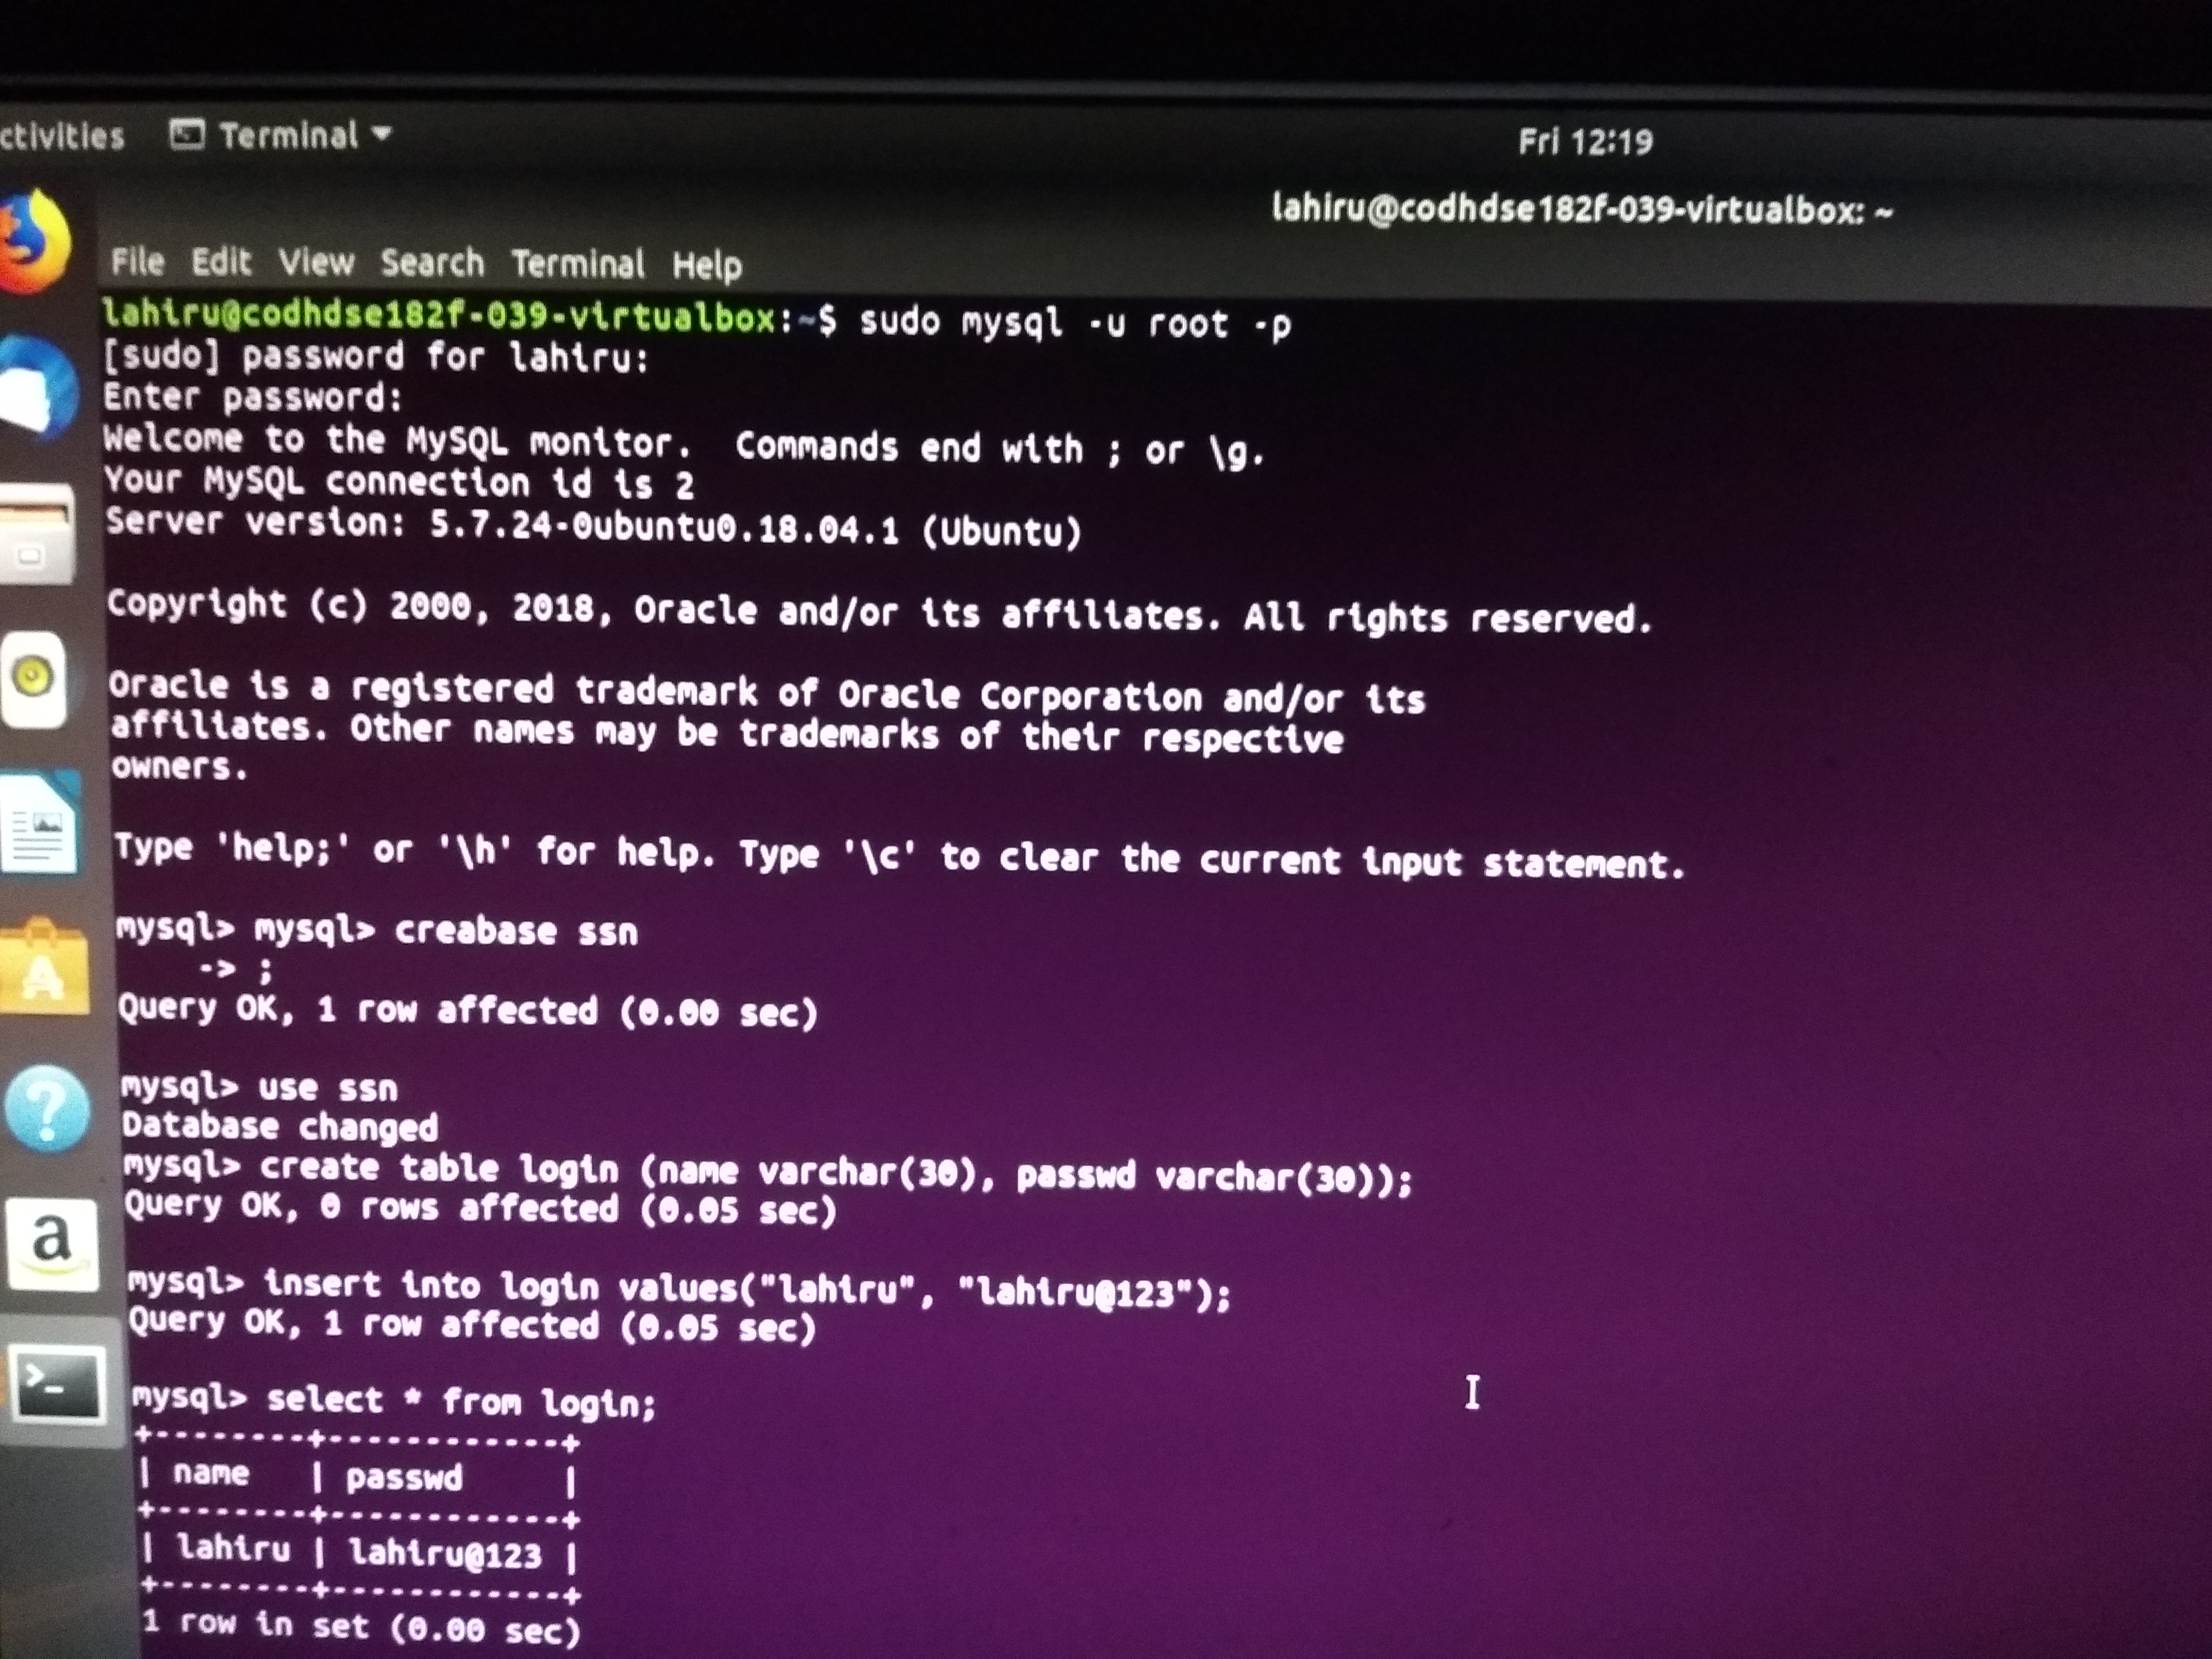 ctivities Terminal Fri 12:19
lahiru@codhdse182f-039-virtualbox: ~
File Edit View Search Terminal Help
lahiru@codhdse182f-039-virtualbox:~$ sudo mysql -u root -p
[sudo] password for lahiru:
Enter password:
Welcome to the MySQL monitor.  Commands end with ; or \g.
Your MySQL connection id is 2
Server version: 5.7.24-0ubuntu0.18.04.1 (Ubuntu)
Copyright (c) 2000, 2018, Oracle and/or its affiliates. All rights reserved.
Oracle is a registered trademark of Oracle Corporation and/or its
affiliates. Other names may be trademarks of their respective
owners.
Type 'help;' or '\h' for help. Type '\c' to clear the current input statement.
mysql> mysql> creabase ssn
    -> ;
Query OK, 1 row affected (0.00 sec)
mysql> use ssn
Database changed
mysql> create table login (name varchar(30), passwd varchar(30));
Query OK, 0 rows affected (0.05 sec)
mysql> insert into login values("lahiru", "lahiru@123");
Query OK, 1 row affected (0.05 sec)
mysql> select * from login;
+--------+------------+
| name   | passwd     |
+--------+------------+
| lahiru | lahiru@123 |
+--------+------------+
1 row in set (0.00 sec)